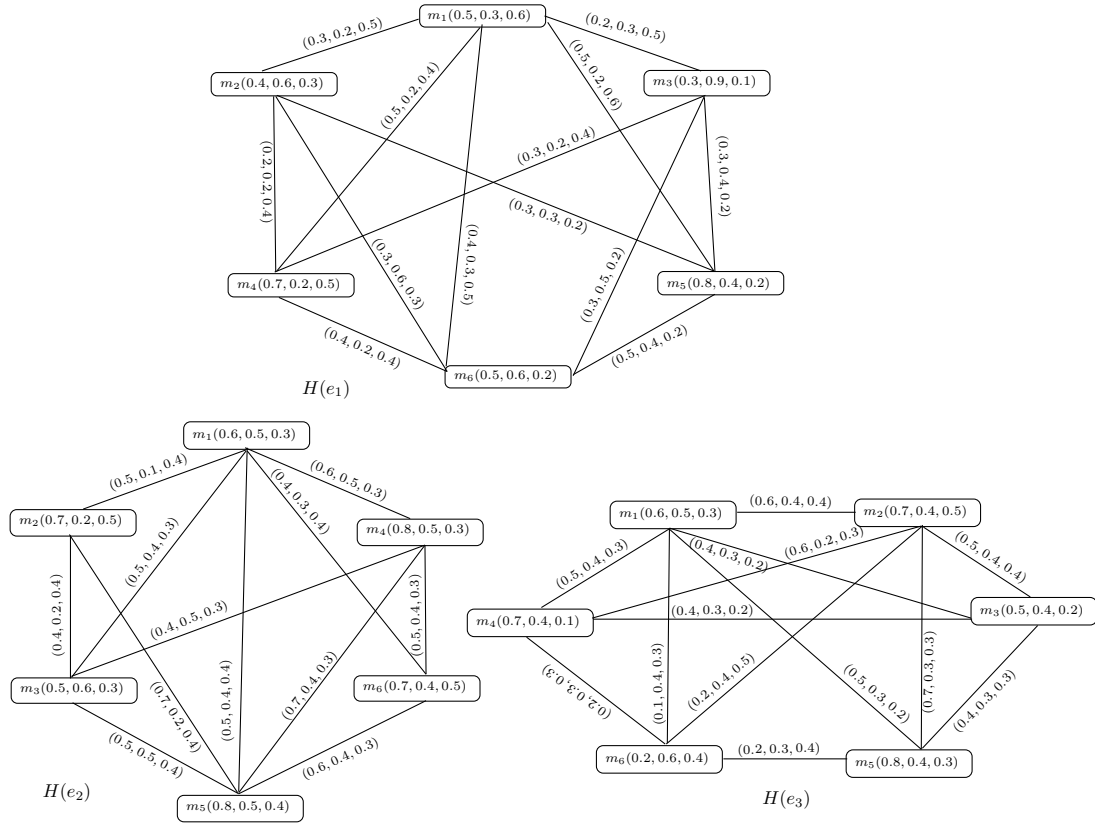 m₁(0.5, 0.3, 0.6)
(0.3, 0.2, 0.5)
(0.2, 0.3, 0.5)
m₂(0.4, 0.6, 0.3)
m₃(0.3, 0.9, 0.1)
(0.5, 0.2, 0.4)
(0.5, 0.2, 0.6)
(0.2, 0.2, 0.4)
(0.3, 0.2, 0.4)
(0.3, 0.4, 0.2)
(0.3, 0.3, 0.2)
(0.3, 0.6, 0.3)
(0.4, 0.3, 0.5)
(0.3, 0.5, 0.2)
m₄(0.7, 0.2, 0.5)
m₅(0.8, 0.4, 0.2)
(0.4, 0.2, 0.4)
(0.5, 0.4, 0.2)
m₆(0.5, 0.6, 0.2)
H(e₁)
m₁(0.6, 0.5, 0.3)
(0.5, 0.1, 0.4)
(0.6, 0.5, 0.3)
(0.4, 0.3, 0.4)
m₂(0.7, 0.2, 0.5)
m₄(0.8, 0.5, 0.3)
(0.5, 0.4, 0.3)
(0.4, 0.2, 0.4)
(0.4, 0.5, 0.3)
(0.5, 0.4, 0.3)
m₃(0.5, 0.6, 0.3)
m₆(0.7, 0.4, 0.5)
(0.7, 0.2, 0.4)
(0.5, 0.4, 0.4)
(0.7, 0.4, 0.3)
(0.5, 0.5, 0.4)
(0.6, 0.4, 0.3)
m₅(0.8, 0.5, 0.4)
H(e₂)
(0.6, 0.4, 0.4)
m₁(0.6, 0.5, 0.3)
m₂(0.7, 0.4, 0.5)
(0.5, 0.4, 0.3)
(0.4, 0.3, 0.2)
(0.6, 0.2, 0.3)
(0.5, 0.4, 0.4)
m₄(0.7, 0.4, 0.1)
(0.4, 0.3, 0.2)
m₃(0.5, 0.4, 0.2)
(0.2, 0.3, 0.3)
(0.1, 0.4, 0.3)
(0.2, 0.4, 0.5)
(0.5, 0.3, 0.2)
(0.7, 0.3, 0.3)
(0.4, 0.3, 0.3)
m₆(0.2, 0.6, 0.4)
(0.2, 0.3, 0.4)
m₅(0.8, 0.4, 0.3)
H(e₃)